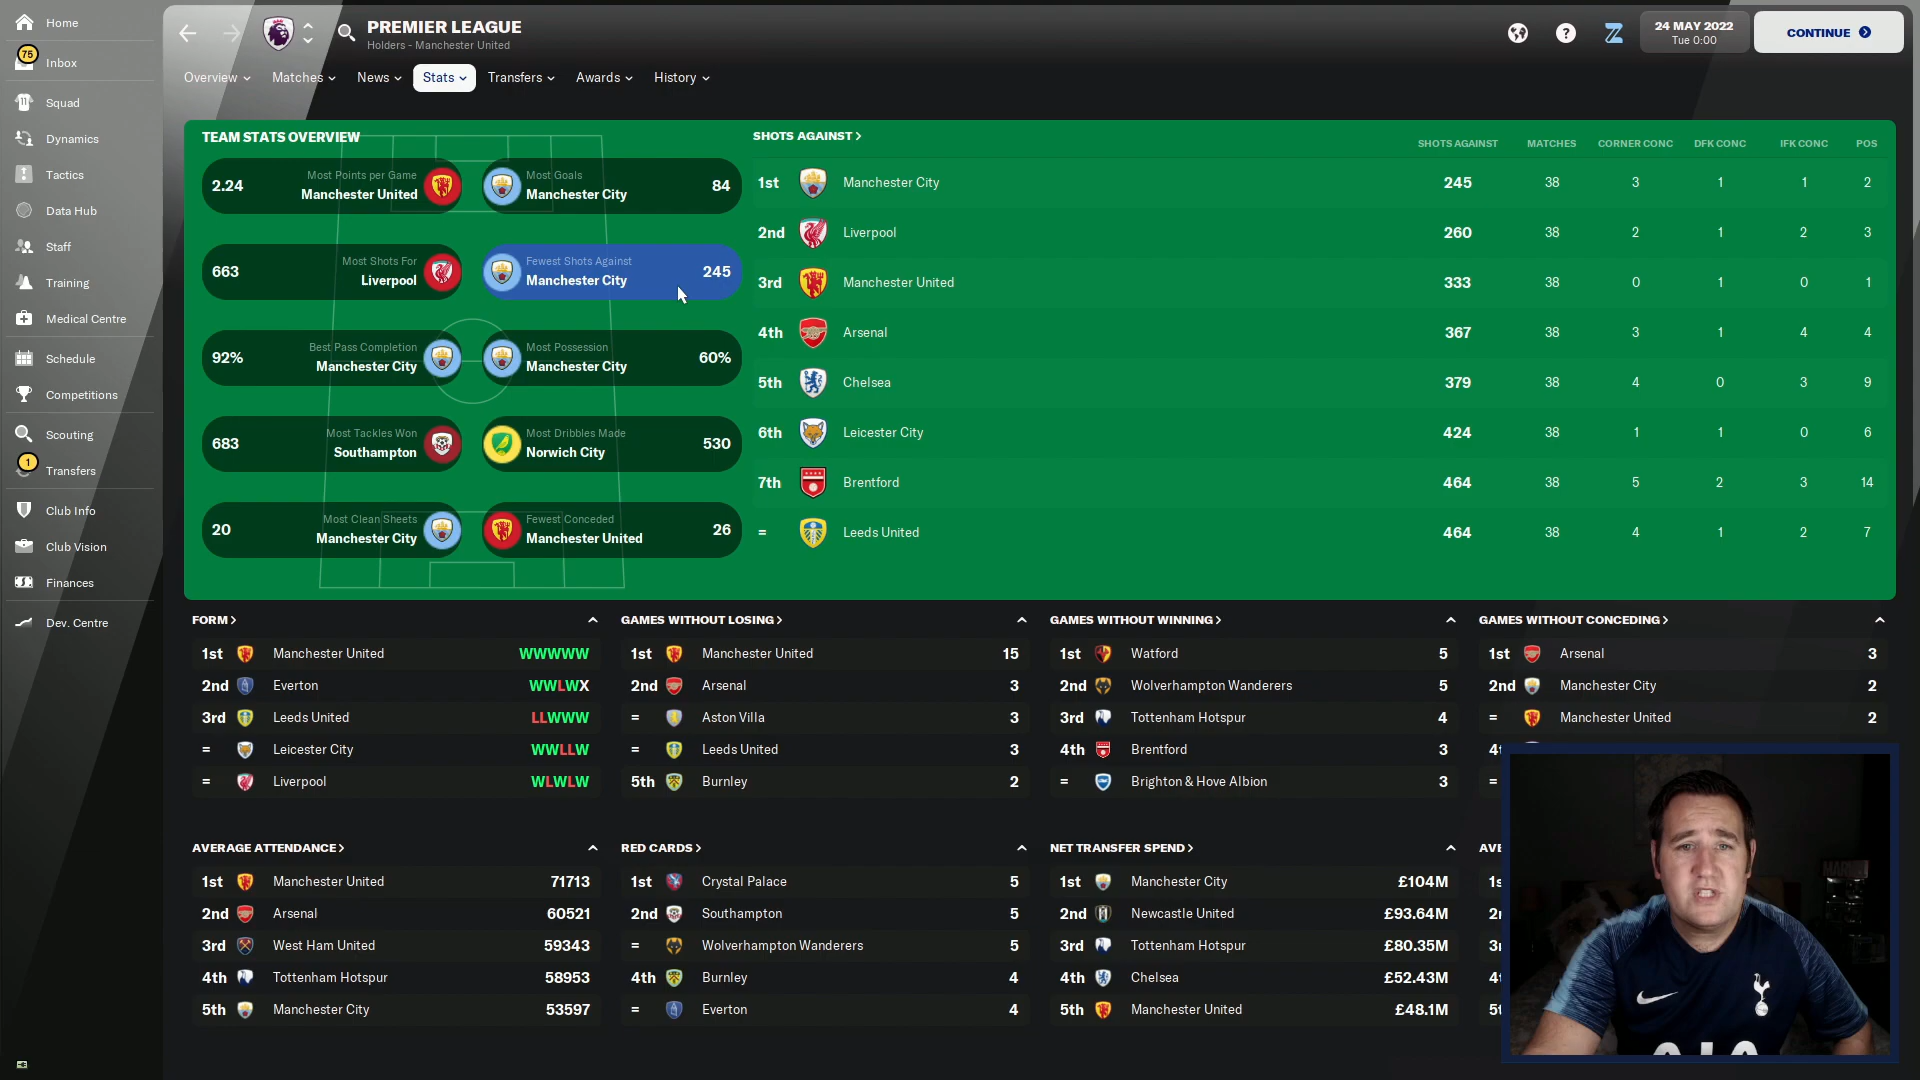 Home
75
Inbox
Squad
Dynamics
Tactics
Data Hub
Staff
Training
Medical Centre
Schedule
Competitions
Scouting
1
Transfers
Club Info
Club Vision
Finances
Dev. Centre
PREMIER LEAGUE
Holders - Manchester United
24 MAY 2022
Tue 0:00
CONTINUE
Overview Matches News Stats Transfers Awards History
TEAM STATS OVERVIEW
2.24 Most Points per Game Manchester United
Most Goals Manchester City 84
663 Most Shots For Liverpool
Fewest Shots Against Manchester City 245
92% Best Pass Completion Manchester City
Most Possession Manchester City 60%
683 Most Tackles Won Southampton
Most Dribbles Made Norwich City 530
20 Most Clean Sheets Manchester City
Fewest Conceded Manchester United 26
SHOTS AGAINST >
SHOTS AGAINST MATCHES CORNER CONC DFK CONC IFK CONC POS
1st Manchester City 245 38 3 1 1 2
2nd Liverpool 260 38 2 1 2 3
3rd Manchester United 333 38 0 1 0 1
4th Arsenal 367 38 3 1 4 4
5th Chelsea 379 38 4 0 3 9
6th Leicester City 424 38 1 1 0 6
7th Brentford 464 38 5 2 3 14
= Leeds United 464 38 4 1 2 7
FORM >
1st Manchester United WWWWW
2nd Everton WWLWX
3rd Leeds United LLWWW
= Leicester City WWLLW
= Liverpool WLWLW
GAMES WITHOUT LOSING >
1st Manchester United 15
2nd Arsenal 3
= Aston Villa 3
= Leeds United 3
5th Burnley 2
GAMES WITHOUT WINNING >
1st Watford 5
2nd Wolverhampton Wanderers 5
3rd Tottenham Hotspur 4
4th Brentford 3
= Brighton & Hove Albion 3
GAMES WITHOUT CONCEDING >
1st Arsenal 3
2nd Manchester City 2
= Manchester United 2
=
AVERAGE ATTENDANCE >
1st Manchester United 71713
2nd Arsenal 60521
3rd West Ham United 59343
4th Tottenham Hotspur 58953
5th Manchester City 53597
RED CARDS >
1st Crystal Palace 5
2nd Southampton 5
= Wolverhampton Wanderers 5
4th Burnley 4
= Everton 4
NET TRANSFER SPEND >
1st Manchester City £104M
2nd Newcastle United £93.64M
3rd Tottenham Hotspur £80.35M
4th Chelsea £52.43M
5th Manchester United £48.1M